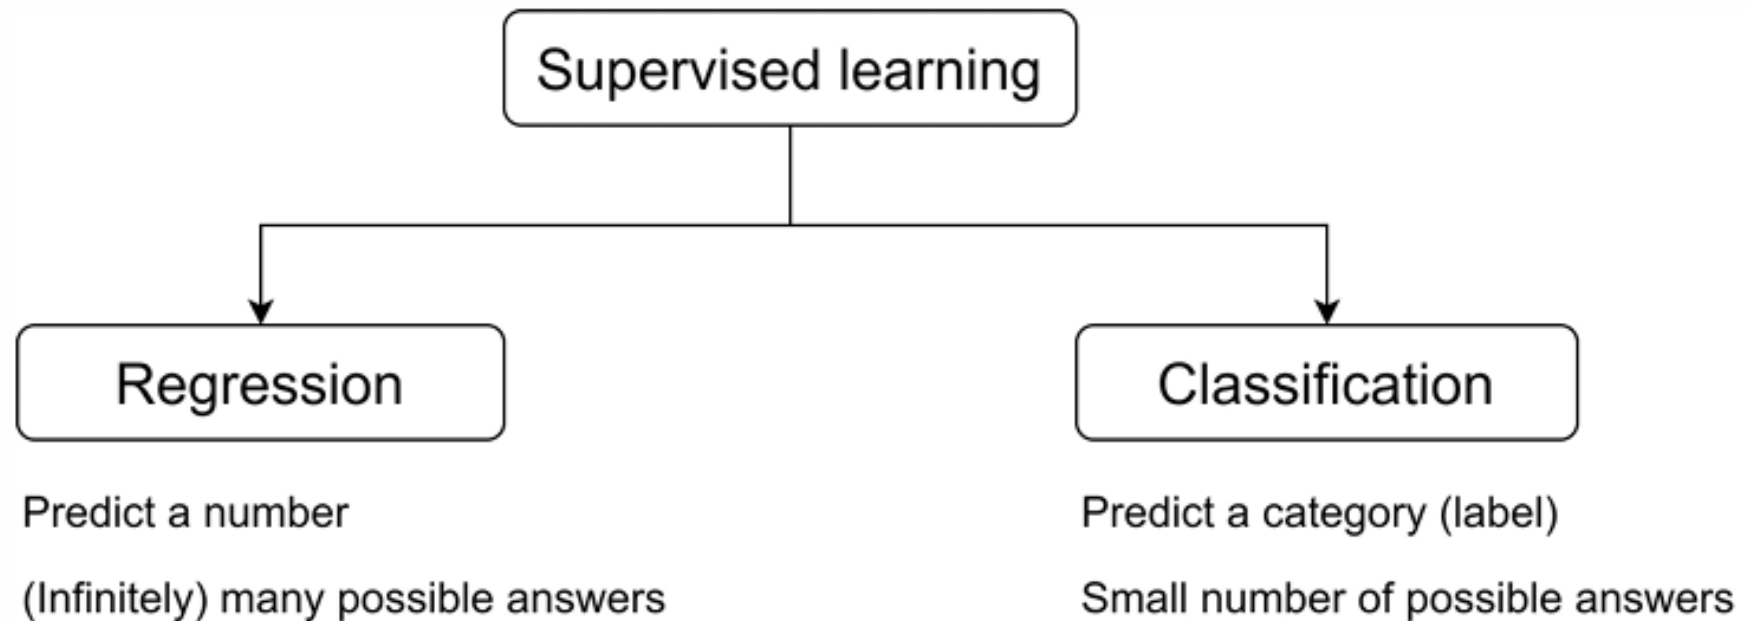 Supervised learning
Regression
Classification
Predict a number
Predict a category (label)
(Infinitely) many possible answers
Small number of possible answers